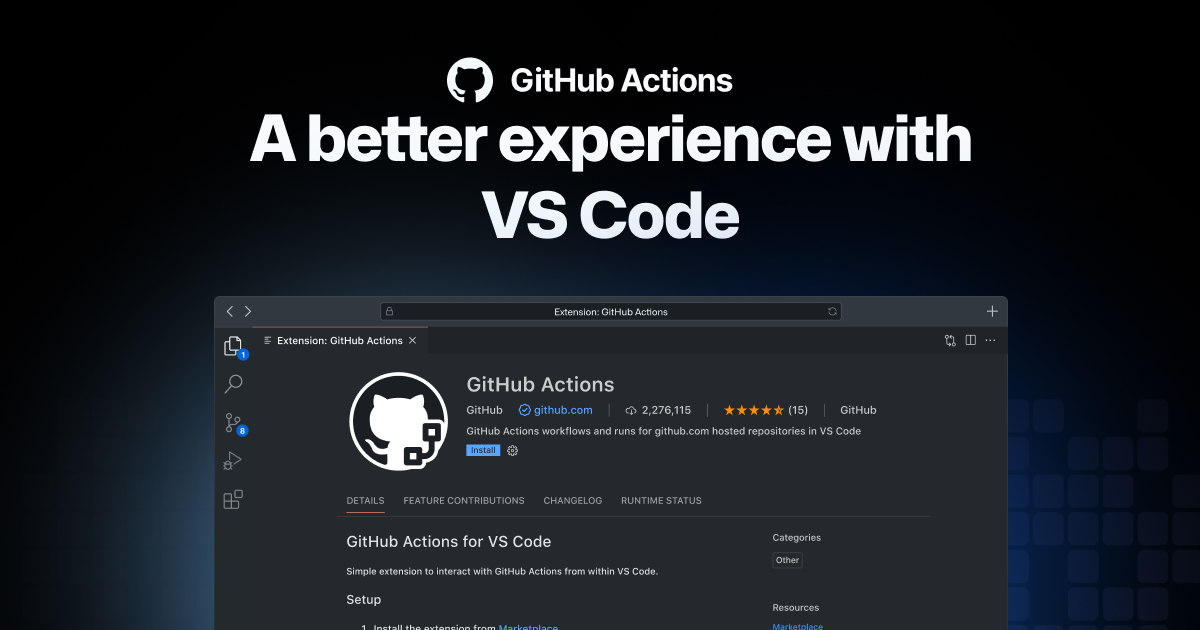 GitHub Actions
A better experience with
VS Code
Extension: GitHub Actions
Extension: GitHub Actions
1
GitHub Actions
GitHub github.com 2,276,115 (15) GitHub
GitHub Actions workflows and runs for github.com hosted repositories in VS Code
8
Install
DETAILS FEATURE CONTRIBUTIONS CHANGELOG RUNTIME STATUS
GitHub Actions for VS Code
Categories
Other
Simple extension to interact with GitHub Actions from within VS Code.
Setup
Resources
1. Install the extension from Marketplace
Marketplace